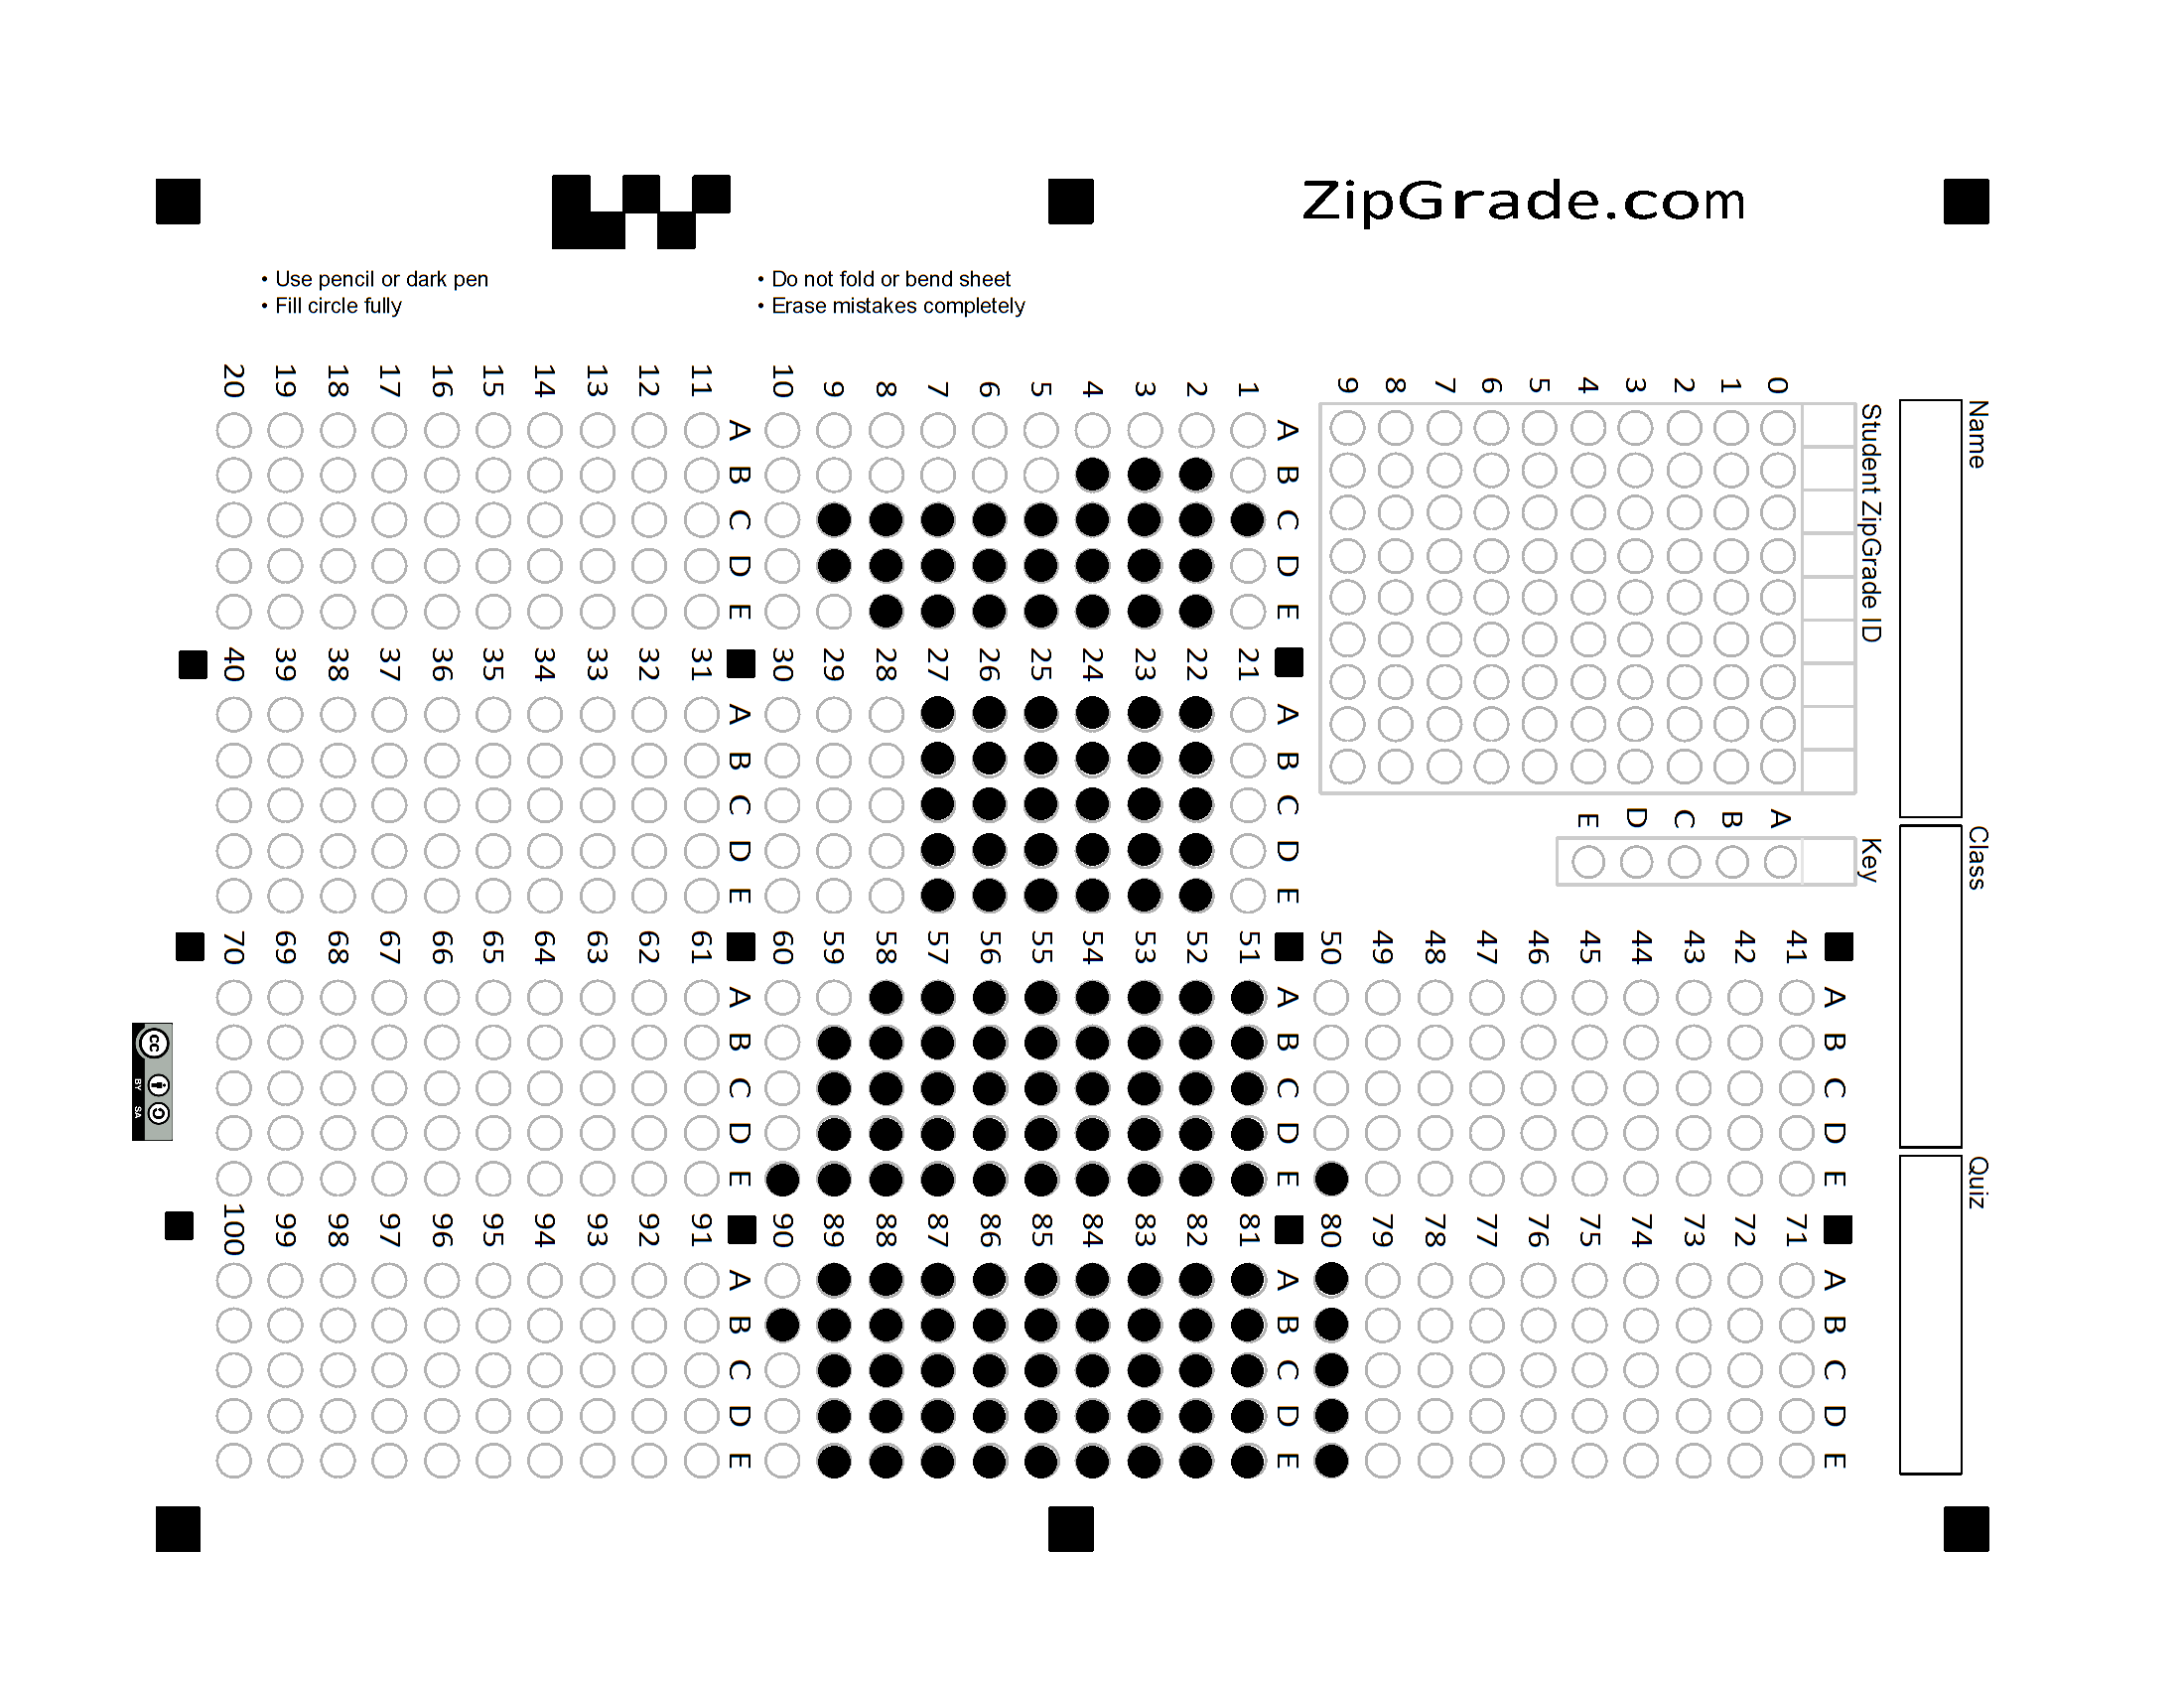 ZipGrade.com
• Use pencil or dark pen
• Fill circle fully
• Do not fold or bend sheet
• Erase mistakes completely
Name
Class
Quiz
Student ZipGrade ID
0 1 2 3 4 5 6 7 8 9
Key
A B C D E
1 2 3 4 5 6 7 8 9 10
A B C D E
11 12 13 14 15 16 17 18 19 20
A B C D E
21 22 23 24 25 26 27 28 29 30
A B C D E
31 32 33 34 35 36 37 38 39 40
A B C D E
41 42 43 44 45 46 47 48 49 50
A B C D E
51 52 53 54 55 56 57 58 59 60
A B C D E
61 62 63 64 65 66 67 68 69 70
A B C D E
71 72 73 74 75 76 77 78 79 80
A B C D E
81 82 83 84 85 86 87 88 89 90
A B C D E
91 92 93 94 95 96 97 98 99 100
A B C D E
cc
BY SA